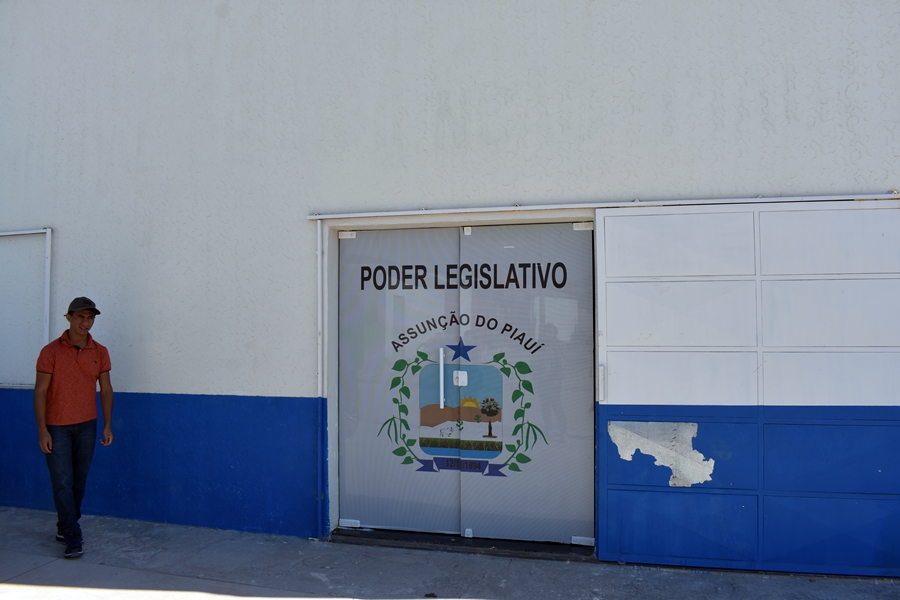 PODER LEGISLATIVO
ASSUNÇÃO DO PIAUÍ